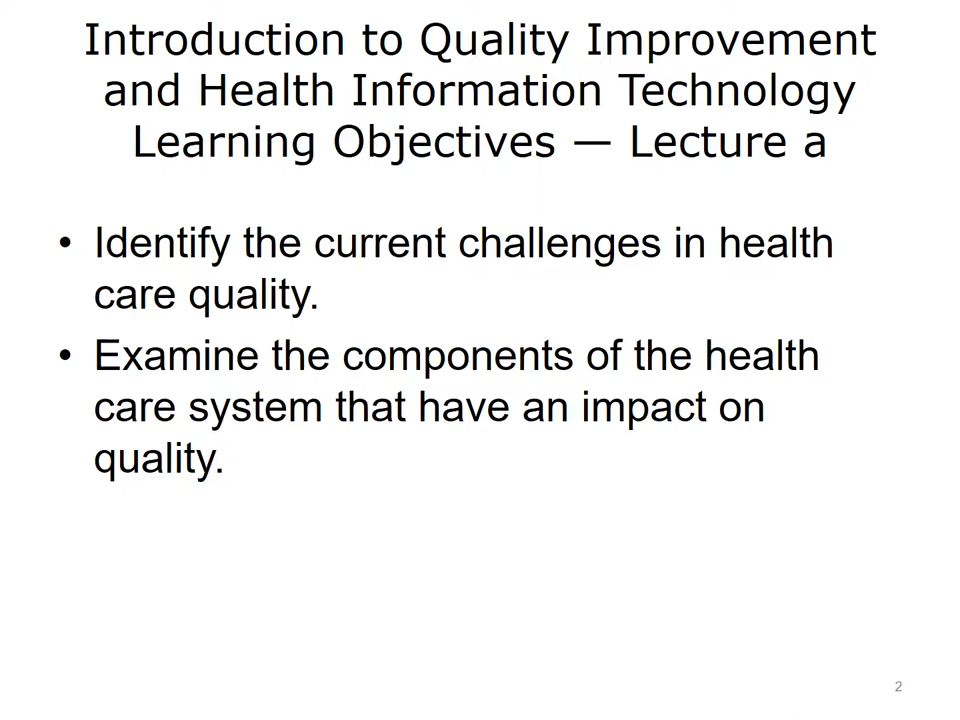 Introduction to Quality Improvement
and Health Information Technology
Learning Objectives — Lecture a
• Identify the current challenges in health
care quality.
• Examine the components of the health
care system that have an impact on
quality.
2